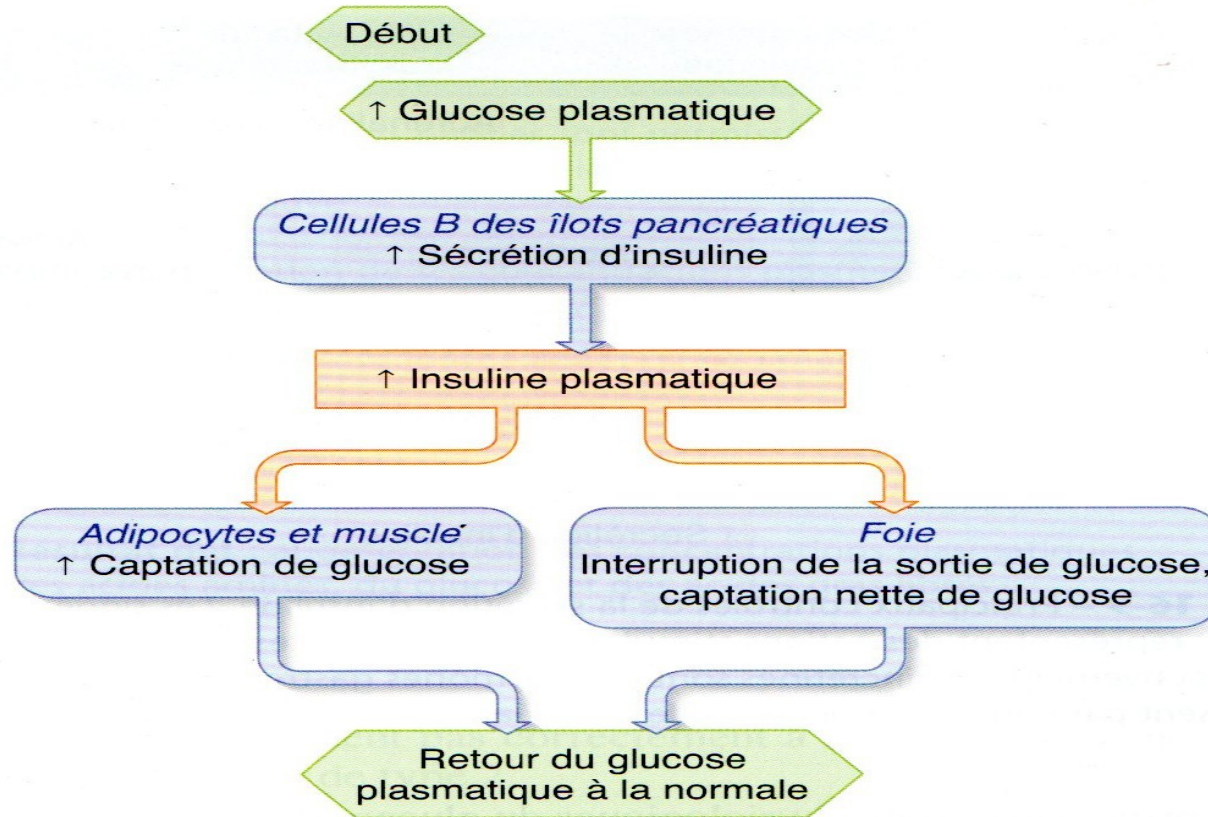 Début
↑ Glucose plasmatique
Cellules B des îlots pancréatiques
↑ Sécrétion d'insuline
↑ Insuline plasmatique
Adipocytes et muscle
↑ Captation de glucose
Foie
Interruption de la sortie de glucose,
captation nette de glucose
Retour du glucose
plasmatique à la normale